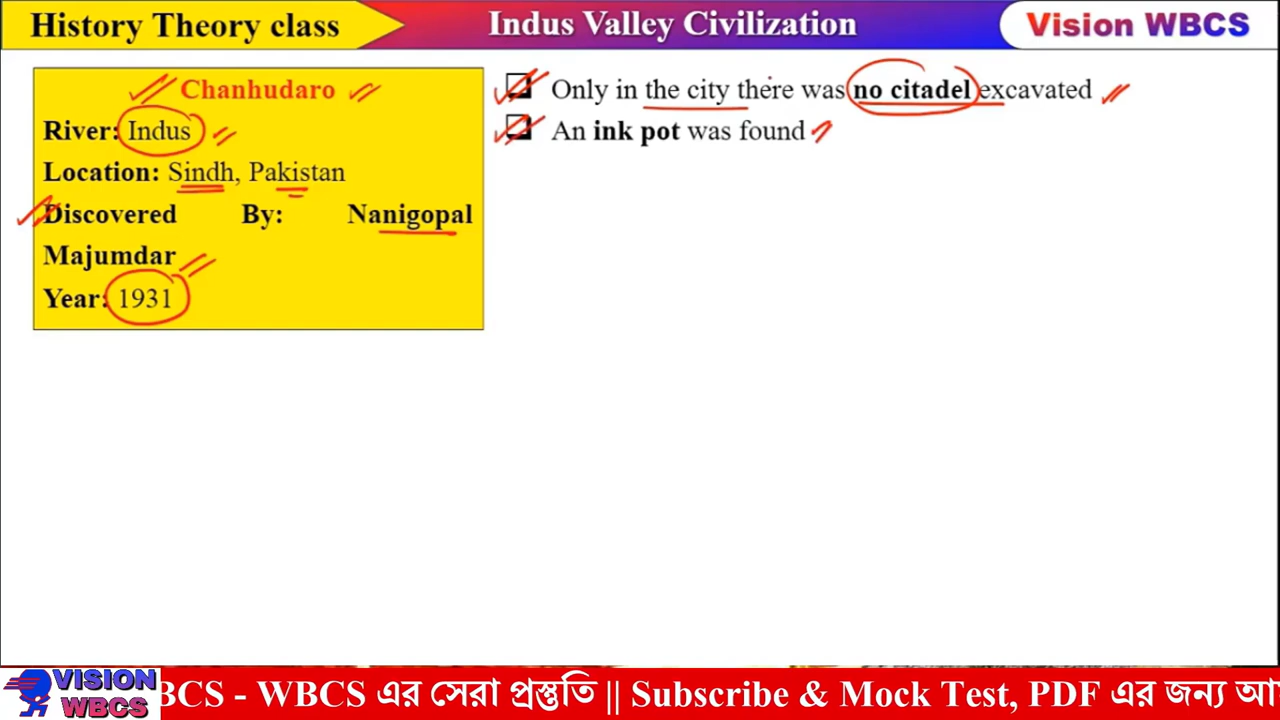 History Theory class
Indus Valley Civilization
Vision WBCS
Chanhudaro
River: Indus
Location: Sindh, Pakistan
Discovered By: Nanigopal
Majumdar
Year: 1931
Only in the city there was no citadel excavated
An ink pot was found
VISION
WBCS
BCS - WBCS এর সেরা প্রস্তুতি || Subscribe & Mock Test, PDF এর জন্য আ